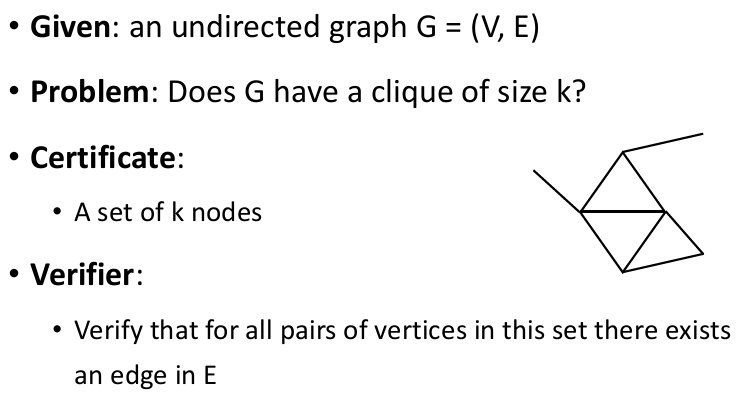 • Given: an undirected graph G = (V, E)
• Problem: Does G have a clique of size k?
• Certificate:
• A set of k nodes
• Verifier:
• Verify that for all pairs of vertices in this set there exists
an edge in E